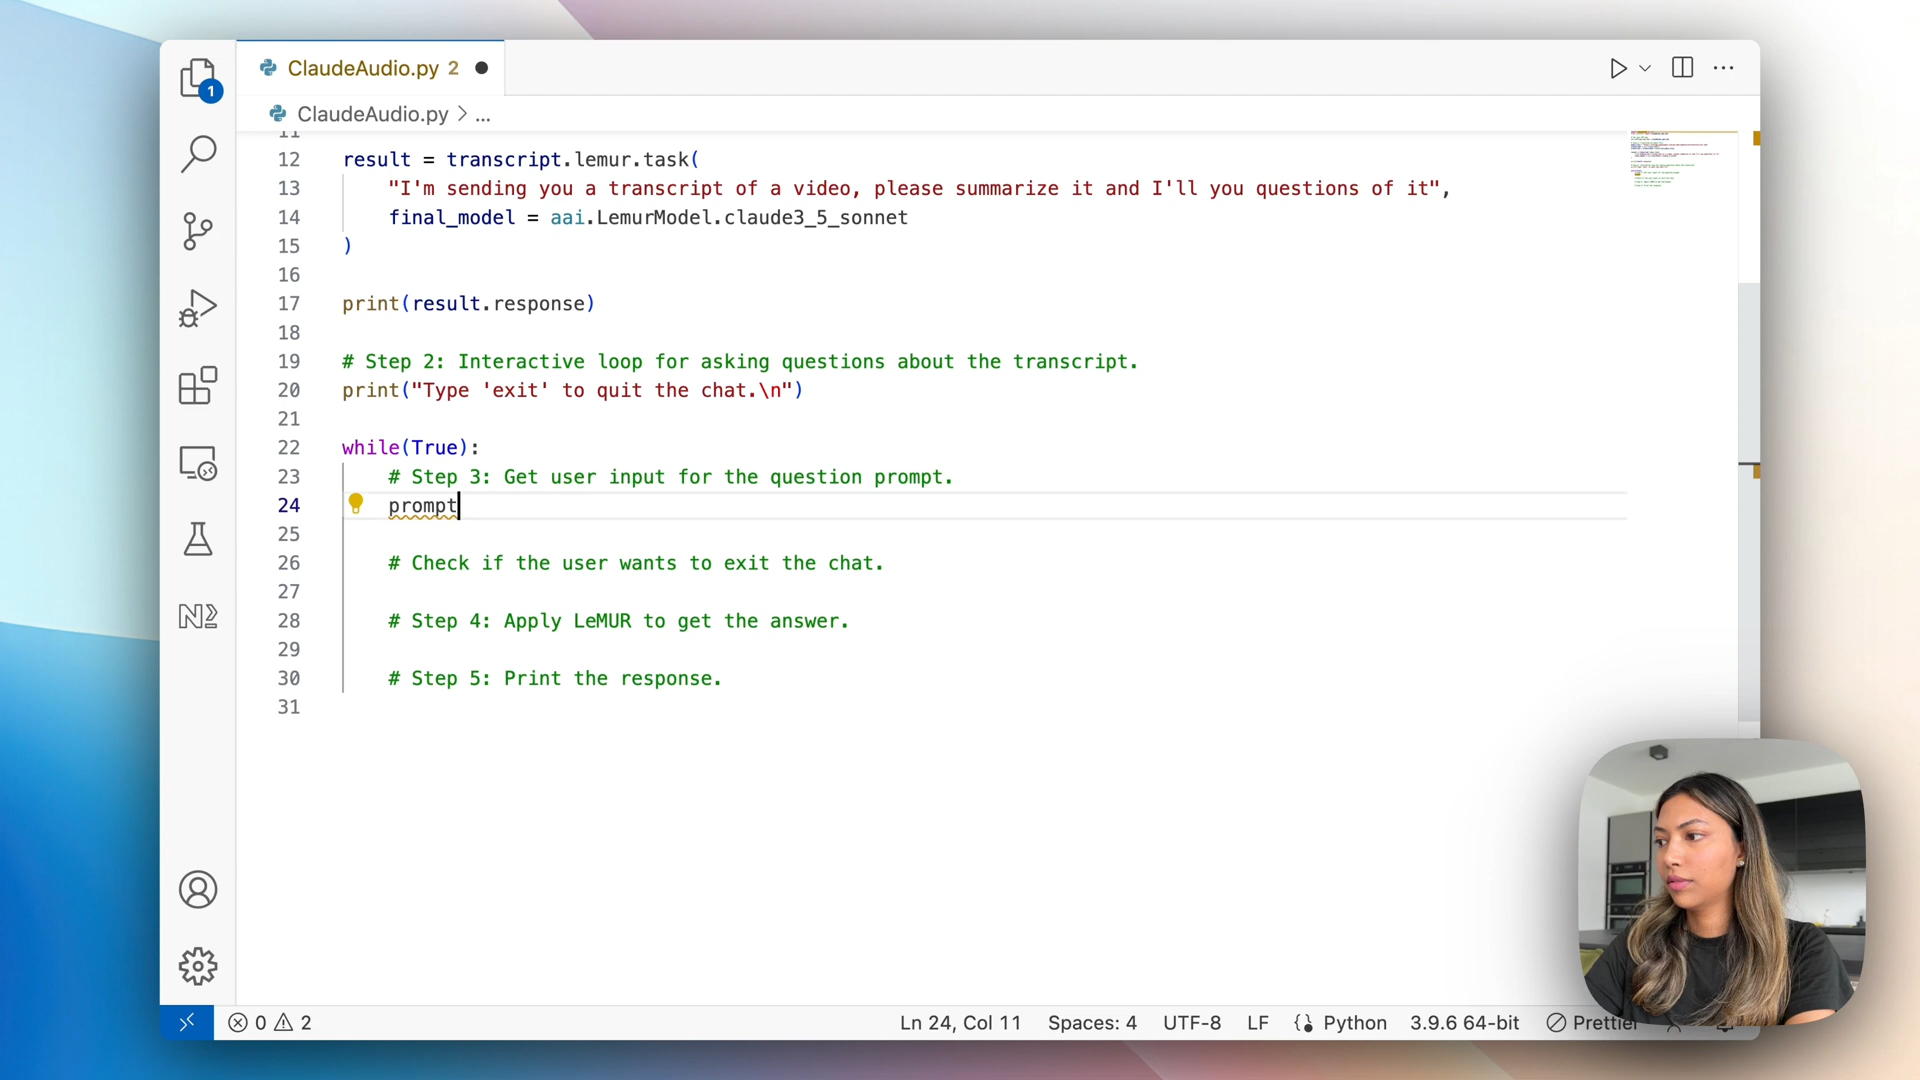 ClaudeAudio.py 2
1
ClaudeAudio.py > ...
11
12 result = transcript.lemur.task(
13 "I'm sending you a transcript of a video, please summarize it and I'll you questions of it",
14 final_model = aai.LemurModel.claude3_5_sonnet
15 )
16
17 print(result.response)
18
19 # Step 2: Interactive loop for asking questions about the transcript.
20 print("Type 'exit' to quit the chat.\n")
21
22 while(True):
23 # Step 3: Get user input for the question prompt.
24 prompt
25
26 # Check if the user wants to exit the chat.
27
28 # Step 4: Apply LeMUR to get the answer.
29
30 # Step 5: Print the response.
31
0 2 Ln 24, Col 11 Spaces: 4 UTF-8 LF Python 3.9.6 64-bit Prettier